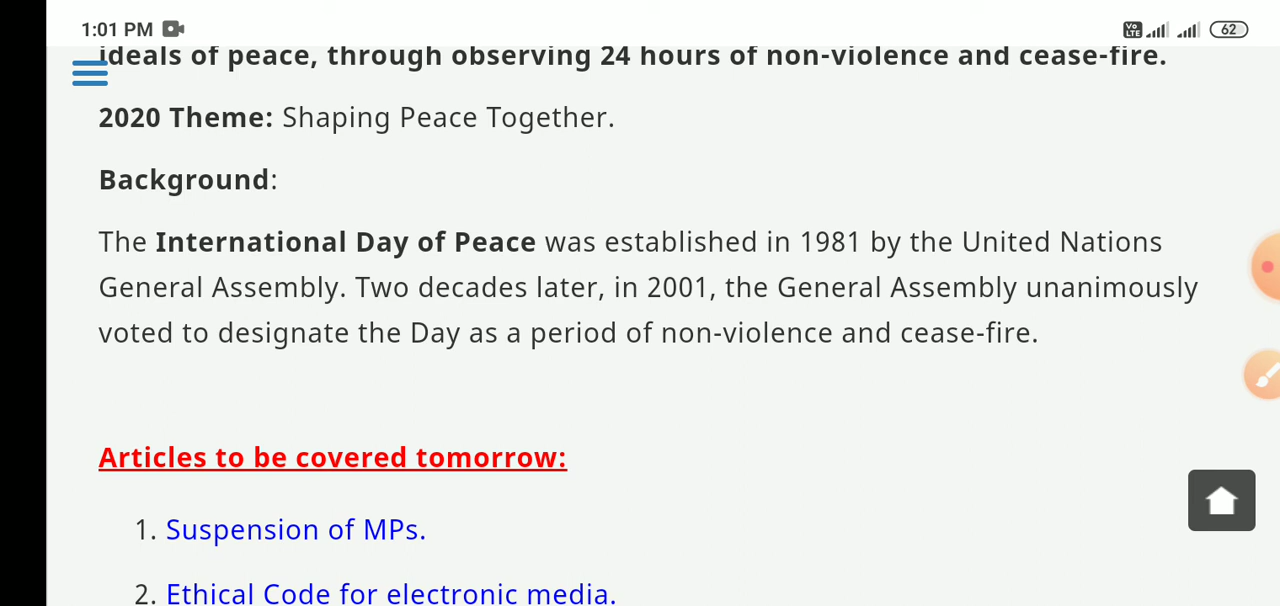 1:01 PM
Vo LTE
62
ideals of peace, through observing 24 hours of non-violence and cease-fire.
2020 Theme: Shaping Peace Together.
Background:
The International Day of Peace was established in 1981 by the United Nations
General Assembly. Two decades later, in 2001, the General Assembly unanimously
voted to designate the Day as a period of non-violence and cease-fire.
Articles to be covered tomorrow:
1. Suspension of MPs.
2. Ethical Code for electronic media.